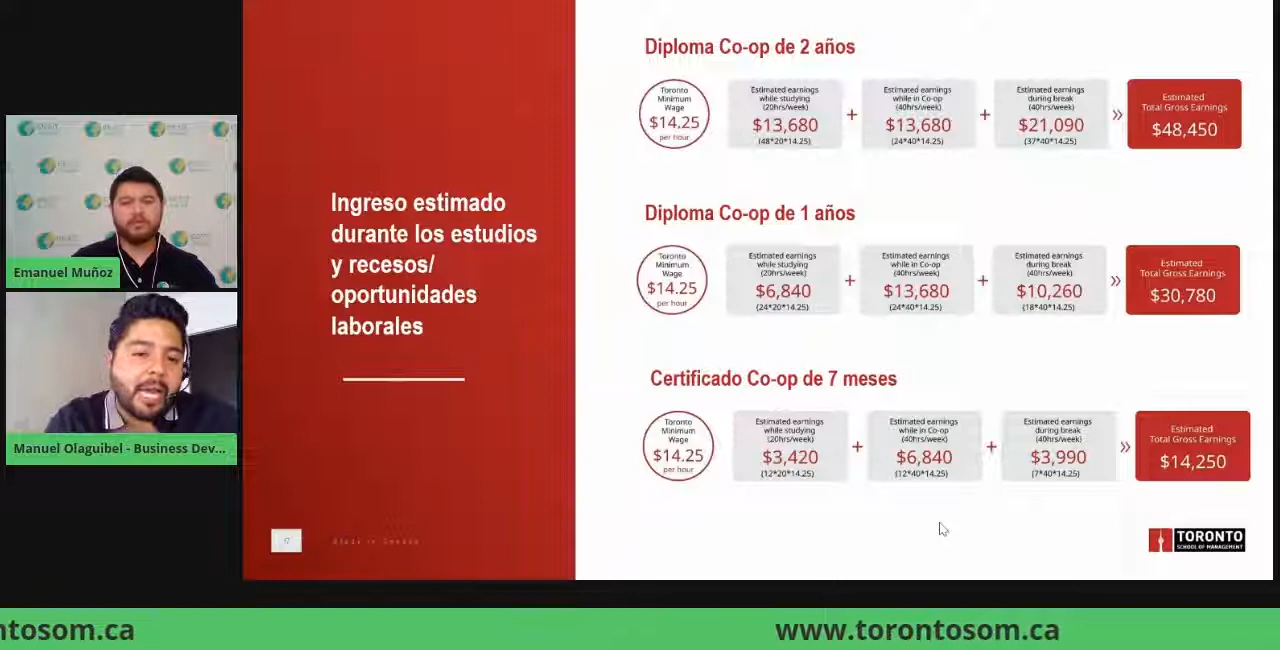 Emanuel Muñoz
Manuel Olaguibel - Business Dev...
Ingreso estimado
durante los estudios
y recesos/
oportunidades
laborales
Diploma Co-op de 2 años
Toronto
Minimum
Wage
$14.25
per hour
Estimated earnings
while studying
(20hrs/week)
$13,680
(48*20*14.25)
+
Estimated earnings
while in Co-op
(40hrs/week)
$13,680
(24*40*14.25)
+
Estimated earnings
during break
(40hrs/week)
$21,090
(37*40*14.25)
»
Estimated
Total Gross Earnings
$48,450
Diploma Co-op de 1 años
Toronto
Minimum
Wage
$14.25
per hour
Estimated earnings
while studying
(20hrs/week)
$6,840
(24*20*14.25)
+
Estimated earnings
while in Co-op
(40hrs/week)
$13,680
(24*40*14.25)
+
Estimated earnings
during break
(40hrs/week)
$10,260
(18*40*14.25)
»
Estimated
Total Gross Earnings
$30,780
Certificado Co-op de 7 meses
Toronto
Minimum
Wage
$14.25
per hour
Estimated earnings
while studying
(20hrs/week)
$3,420
(12*20*14.25)
+
Estimated earnings
while in Co-op
(40hrs/week)
$6,840
(12*40*14.25)
+
Estimated earnings
during break
(40hrs/week)
$3,990
(7*40*14.25)
»
Estimated
Total Gross Earnings
$14,250
TORONTO
SCHOOL OF MANAGEMENT
ntosom.ca
www.torontosom.ca